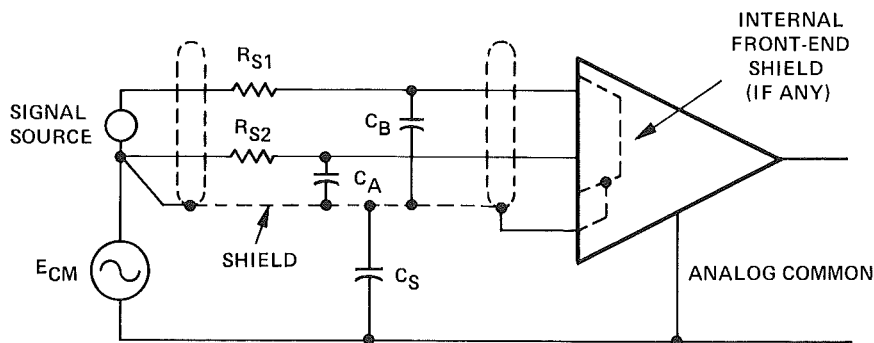 INTERNAL
FRONT-END
SHIELD
(IF ANY)
RS1
SIGNAL
SOURCE
RS2
CB
CA
SHIELD
ECM
CS
ANALOG COMMON